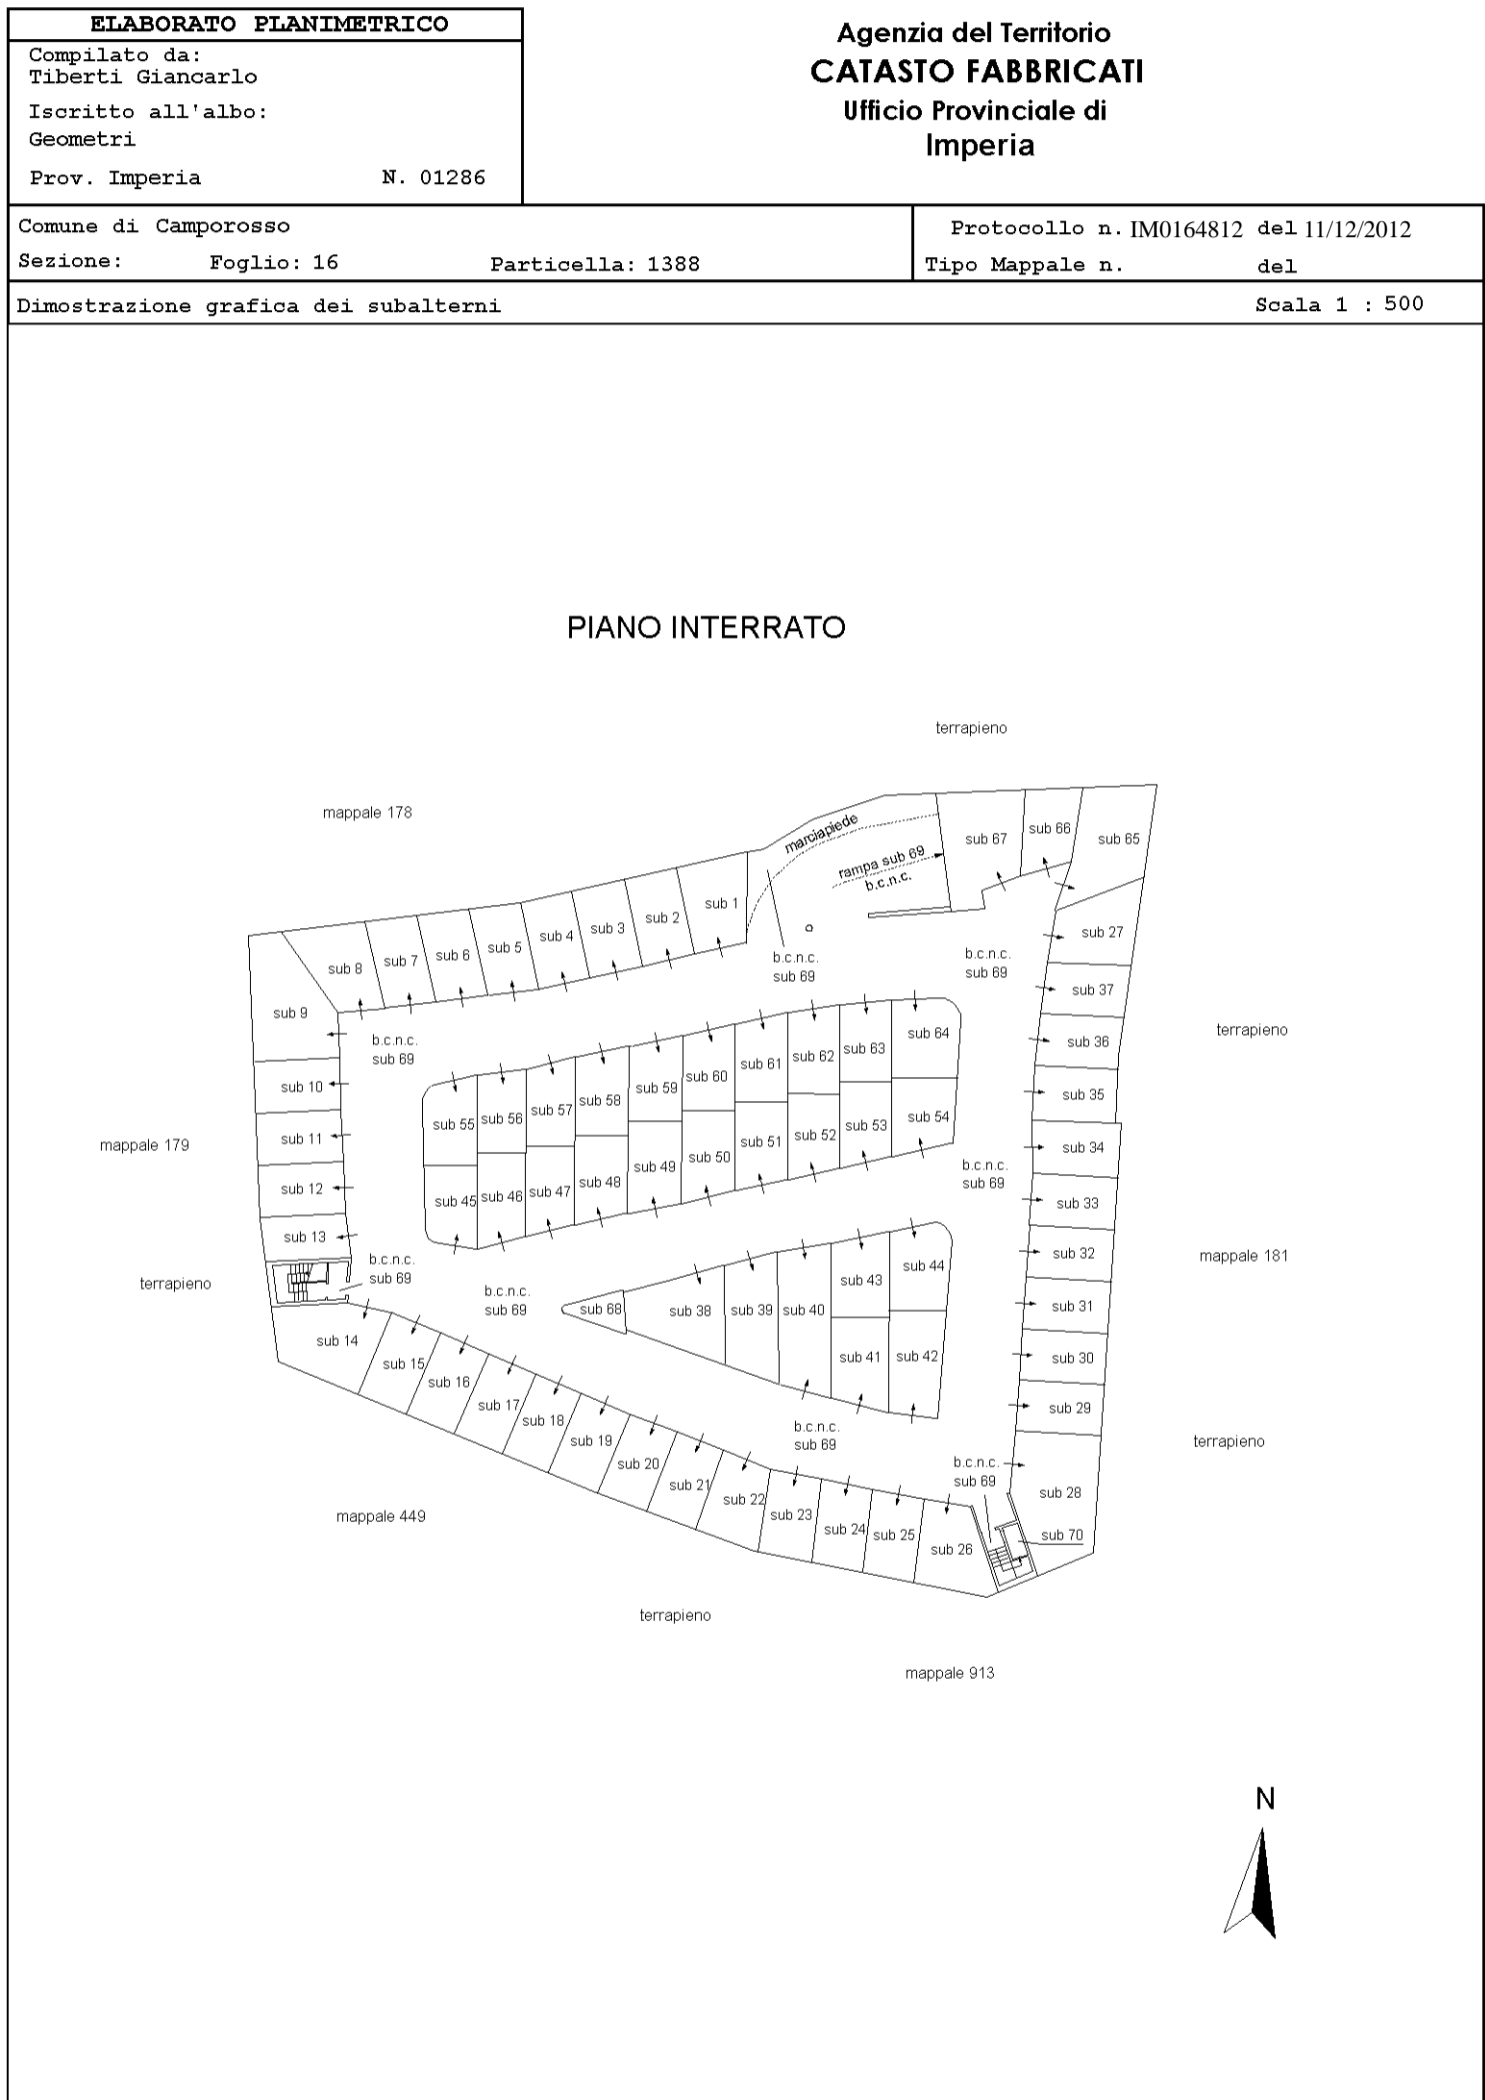 ELABORATO PLANIMETRICO
Compilato da:
Tiberti Giancarlo
Iscritto all'albo:
Geometri
Prov. Imperia N. 01286
Agenzia del Territorio
CATASTO FABBRICATI
Ufficio Provinciale di
Imperia
Comune di Camporosso
Sezione: Foglio: 16 Particella: 1388
Protocollo n. IM0164812 del 11/12/2012
Tipo Mappale n. del
Dimostrazione grafica dei subalterni Scala 1 : 500
PIANO INTERRATO
terrapieno
mappale 178
marciapiede
rampa sub 69
b.c.n.c.
sub 67
sub 66
sub 65
sub 1
sub 2
sub 3
sub 4
sub 5
sub 6
sub 7
sub 8
sub 9
b.c.n.c.
sub 69
b.c.n.c.
sub 69
sub 27
sub 37
sub 36
sub 35
sub 34
sub 33
sub 32
sub 31
sub 30
sub 29
sub 28
sub 70
terrapieno
b.c.n.c.
sub 69
sub 10
sub 11
sub 12
sub 13
mappale 179
sub 55
sub 56
sub 57
sub 58
sub 59
sub 60
sub 61
sub 62
sub 63
sub 64
sub 45
sub 46
sub 47
sub 48
sub 49
sub 50
sub 51
sub 52
sub 53
sub 54
b.c.n.c.
sub 69
mappale 181
terrapieno
b.c.n.c.
sub 69
b.c.n.c.
sub 69
sub 68
sub 38
sub 39
sub 40
sub 43
sub 44
sub 41
sub 42
sub 14
sub 15
sub 16
sub 17
sub 18
sub 19
sub 20
sub 21
sub 22
sub 23
sub 24
sub 25
sub 26
b.c.n.c.
sub 69
b.c.n.c.
sub 69
terrapieno
mappale 449
terrapieno
mappale 913
N